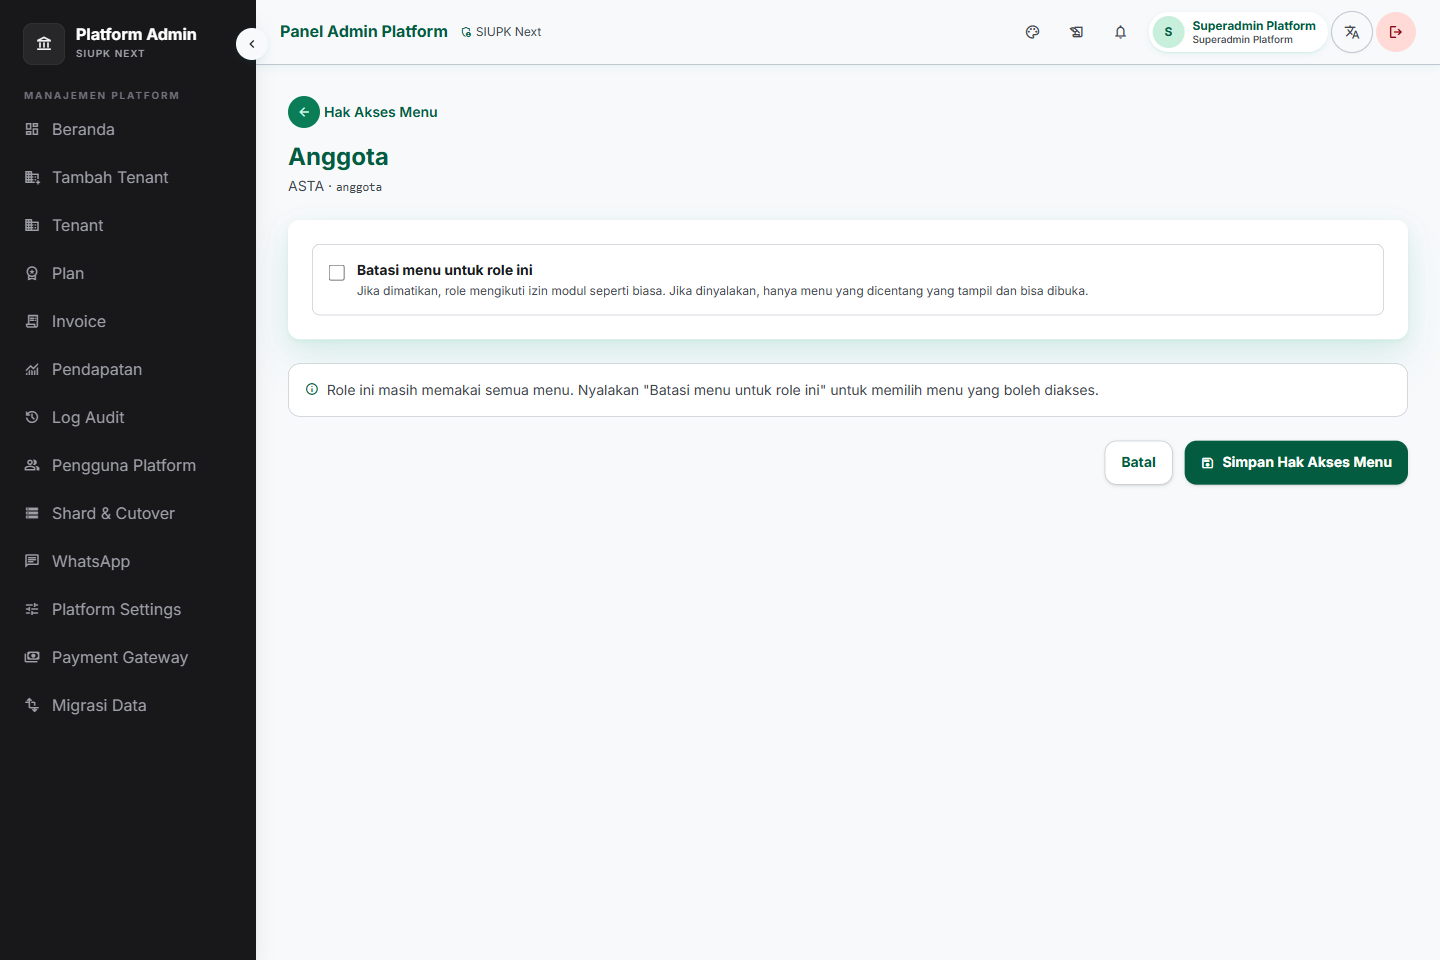 Platform Admin
SIUPK NEXT
MANAJEMEN PLATFORM
Beranda
Tambah Tenant
Tenant
Plan
Invoice
Pendapatan
Log Audit
Pengguna Platform
Shard & Cutover
WhatsApp
Platform Settings
Payment Gateway
Migrasi Data
Panel Admin Platform
SIUPK Next
S
Superadmin Platform
Superadmin Platform
Hak Akses Menu
Anggota
ASTA · anggota
Batasi menu untuk role ini
Jika dimatikan, role mengikuti izin modul seperti biasa. Jika dinyalakan, hanya menu yang dicentang yang tampil dan bisa dibuka.
Role ini masih memakai semua menu. Nyalakan "Batasi menu untuk role ini" untuk memilih menu yang boleh diakses.
Batal
Simpan Hak Akses Menu